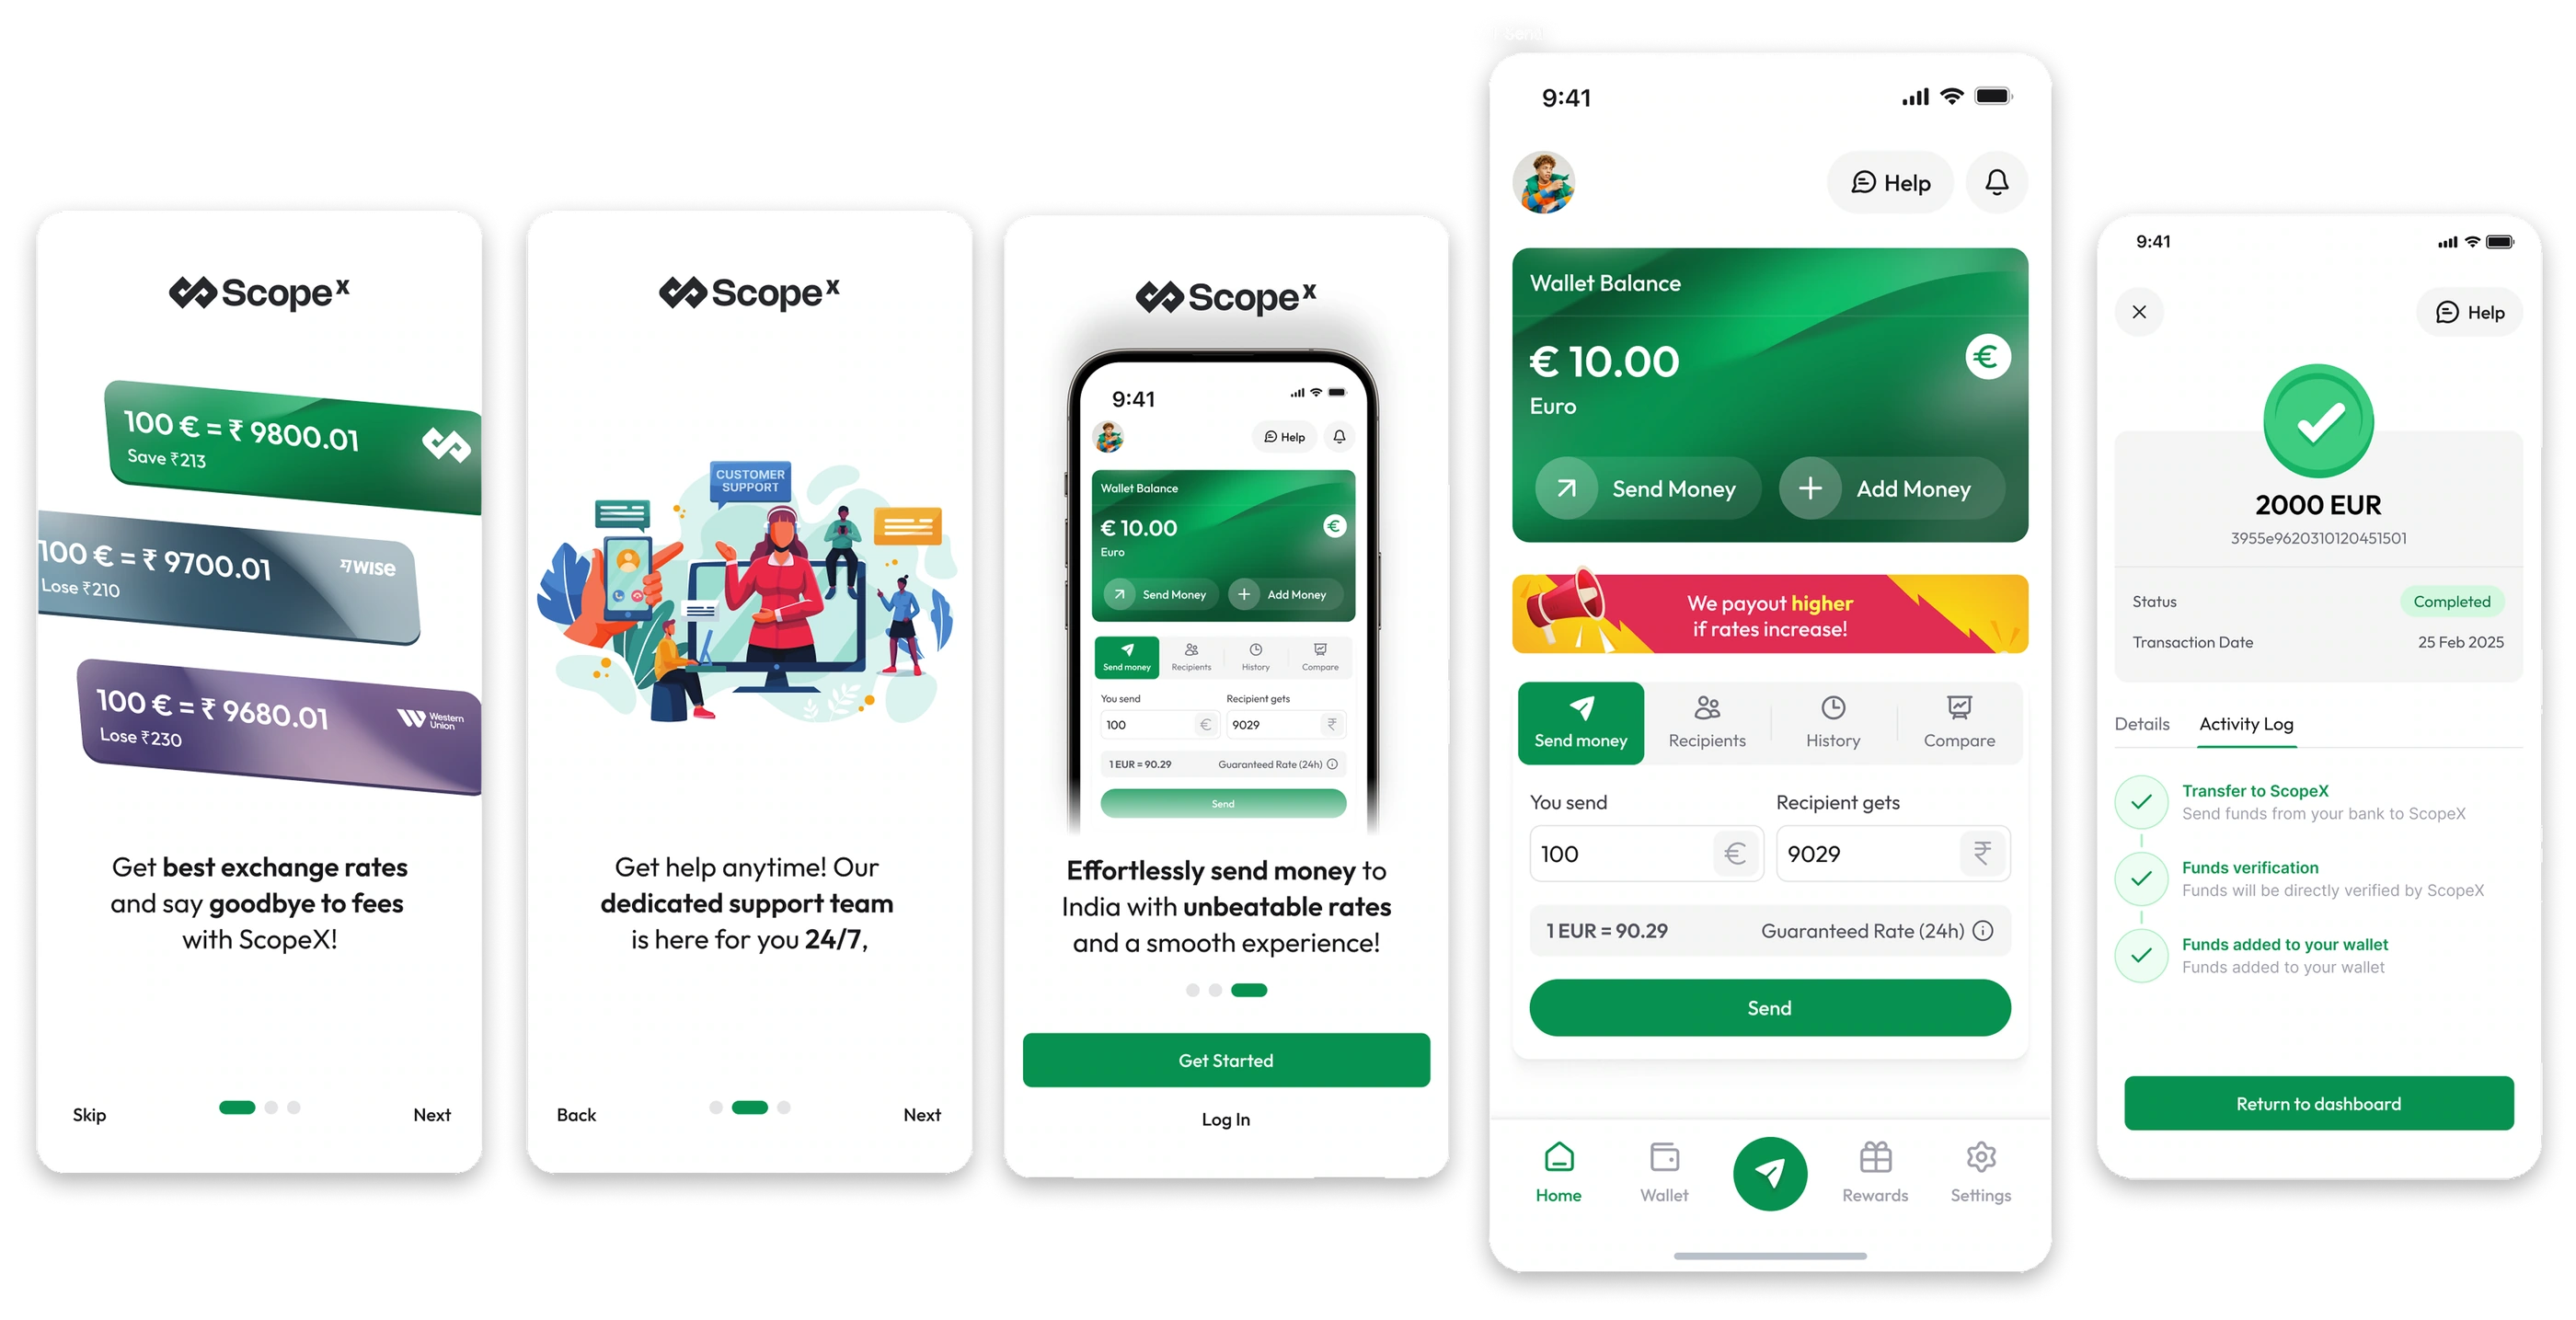 Scopeˣ
100 € = ₹ 9800.01
Save ₹213
100 € = ₹ 9700.01
Lose ₹210
7WISE
100 € = ₹ 9680.01
Lose ₹230
Western
Union
Get best exchange rates
and say goodbye to fees
with ScopeX!
Skip
Next
Scopeˣ
CUSTOMER
SUPPORT
Get help anytime! Our
dedicated support team
is here for you 24/7,
Back
Next
Scopeˣ
9:41
Help
Wallet Balance
€ 10.00
€
Euro
Send Money
Add Money
Send money
Recipients
History
Compare
You send
Recipient gets
100 €
9029 ₹
1 EUR = 90.29
Guaranteed Rate (24h)
Send
Effortlessly send money to
India with unbeatable rates
and a smooth experience!
Get Started
Log In
Send
9:41
Help
Wallet Balance
€ 10.00
€
Euro
Send Money
Add Money
We payout higher
if rates increase!
Send money
Recipients
History
Compare
You send
Recipient gets
100 €
9029 ₹
1 EUR = 90.29
Guaranteed Rate (24h)
Send
Home
Wallet
Rewards
Settings
9:41
Help
2000 EUR
3955e9620310120451501
Status
Completed
Transaction Date
25 Feb 2025
Details
Activity Log
Transfer to ScopeX
Send funds from your bank to ScopeX
Funds verification
Funds will be directly verified by ScopeX
Funds added to your wallet
Funds added to your wallet
Return to dashboard